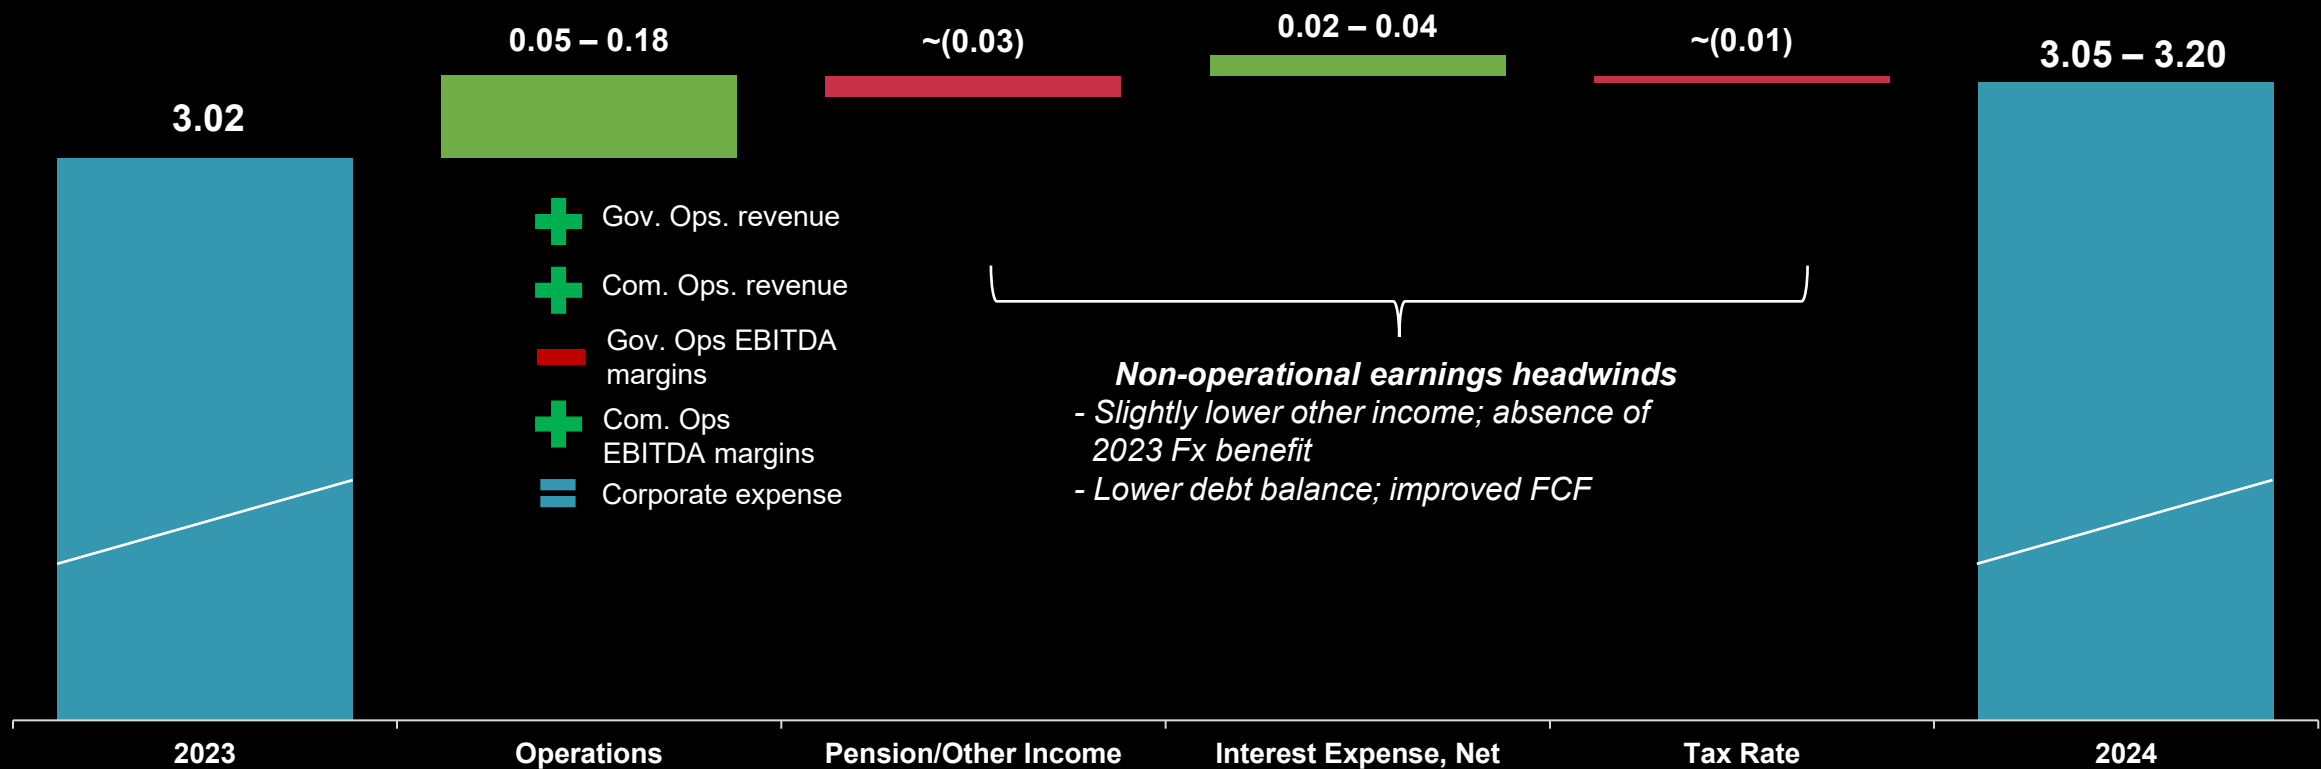 3.02
0.05 – 0.18
~(0.03)
0.02 – 0.04
~(0.01)
3.05 – 3.20
Gov. Ops. revenue
Com. Ops. revenue
Gov. Ops EBITDA
margins
Com. Ops
EBITDA margins
Corporate expense
Non-operational earnings headwinds
- Slightly lower other income; absence of
2023 Fx benefit
- Lower debt balance; improved FCF
2023
Operations
Pension/Other Income
Interest Expense, Net
Tax Rate
2024